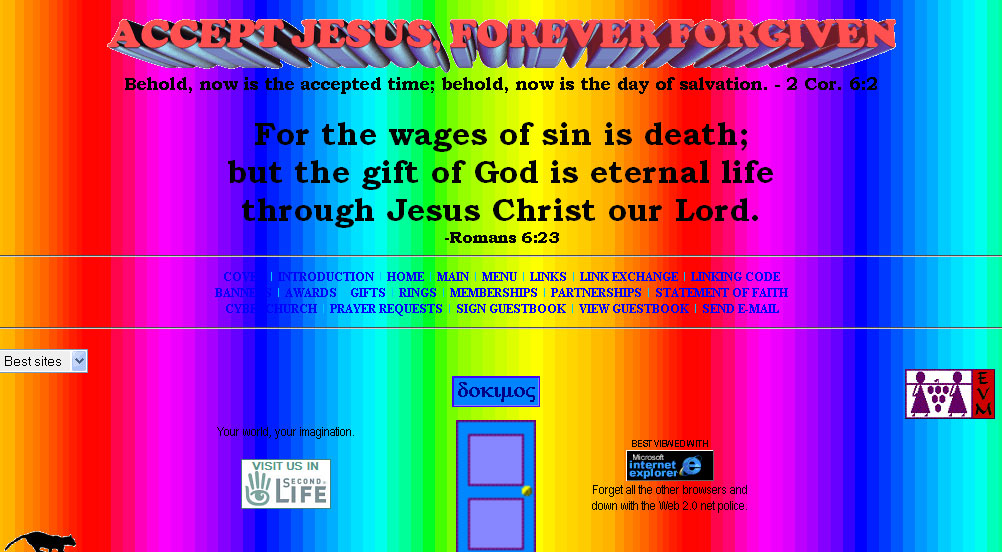 ACCEPT JESUS, FOREVER FORGIVEN
Behold, now is the accepted time; behold, now is the day of salvation. - 2 Cor. 6:2
For the wages of sin is death;
but the gift of God is eternal life
through Jesus Christ our Lord.
-Romans 6:23
COVER | INTRODUCTION | HOME | MAIN | MENU | LINKS | LINK EXCHANGE | LINKING CODE
BANNERS | AWARDS | GIFTS | RINGS | MEMBERSHIPS | PARTNERSHIPS | STATEMENT OF FAITH
CYBERCHURCH | PRAYER REQUESTS | SIGN GUESTBOOK | VIEW GUESTBOOK | SEND E-MAIL
Best sites
δοκιμος
EVM
Your world, your imagination.
VISIT US IN
SECOND
LIFE
BEST VIEWED WITH
Microsoft
internet
explorer
Forget all the other browsers and
down with the Web 2.0 net police.